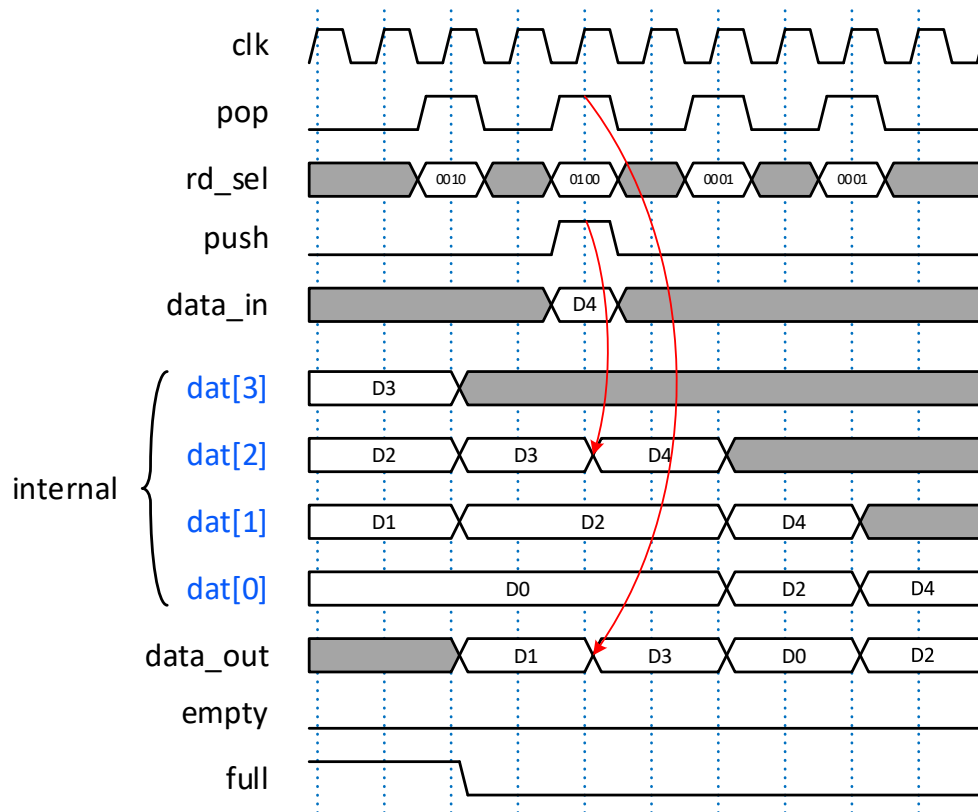 clk
pop
rd_sel 0010 0100 0001 0001
push
data_in D4
dat[3] D3
dat[2] D2 D3 D4
internal
dat[1] D1 D2 D4
dat[0] D0 D2 D4
data_out D1 D3 D0 D2
empty
full